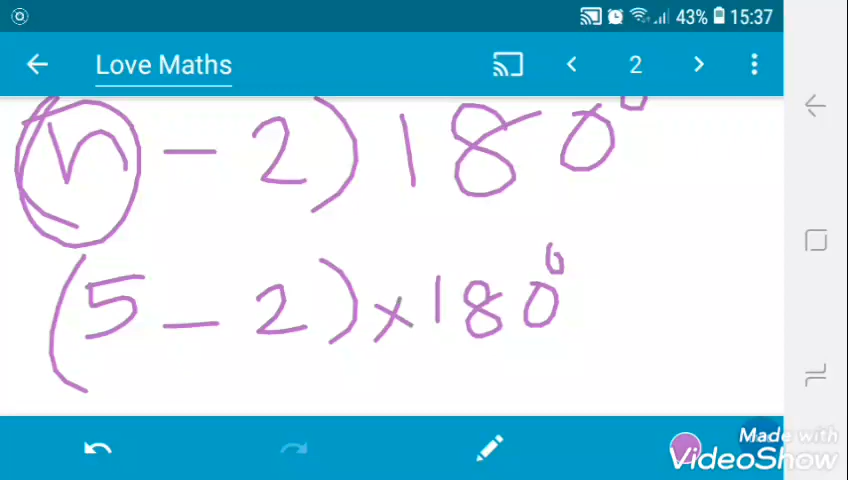 43% 15:37
Love Maths 2
(n - 2) 180°
(5 - 2) × 180°
Made with
VideoShow